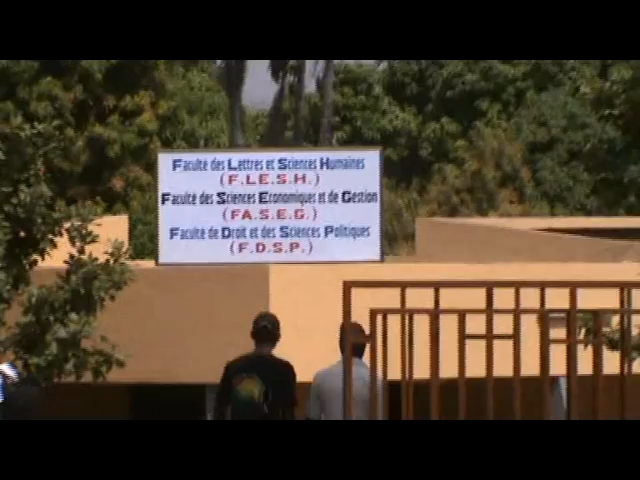 Faculté des Lettres et Sciences Humaines
(F.L.E.S.H.)
Faculté des Sciences Economiques et de Gestion
(FA.S.E.G.)
Faculté de Droit et des Sciences Politiques
(F.D.S.P.)